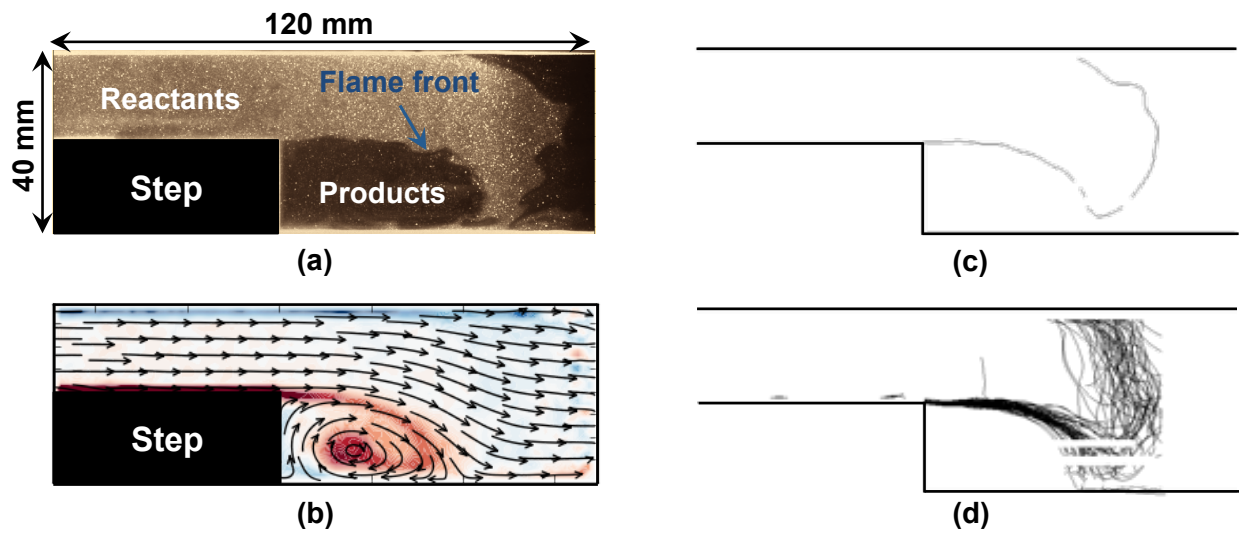 120 mm
40 mm
Reactants
Flame front
Step
Products
(a)
(c)
Step
(b)
(d)